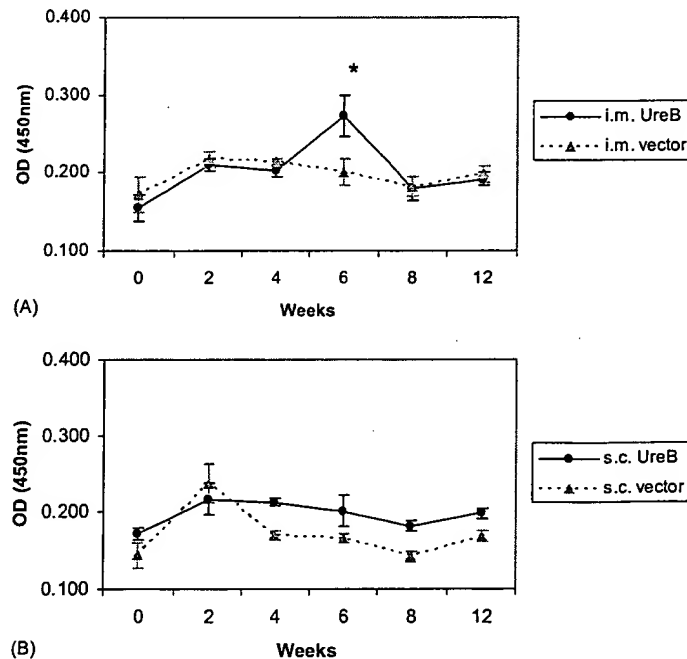 0.400
*
0.300
OD (450nm)
0.200
0.100
0 2 4 6 8 12
Weeks
(A)
i.m. UreB
i.m. vector
0.400
0.300
OD (450nm)
0.200
0.100
0 2 4 6 8 12
Weeks
(B)
s.c. UreB
s.c. vector